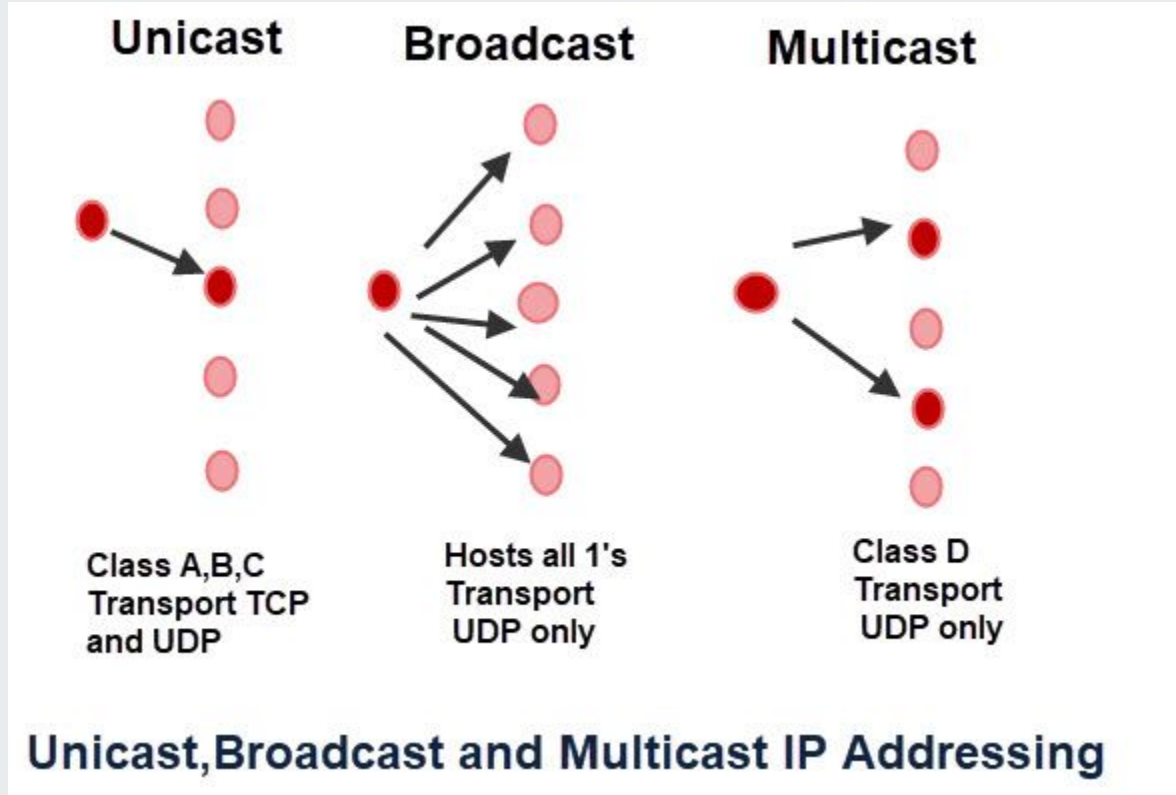 Unicast
Broadcast
Multicast
Class A,B,C
Transport TCP
and UDP
Hosts all 1's
Transport
UDP only
Class D
Transport
UDP only
Unicast,Broadcast and Multicast IP Addressing